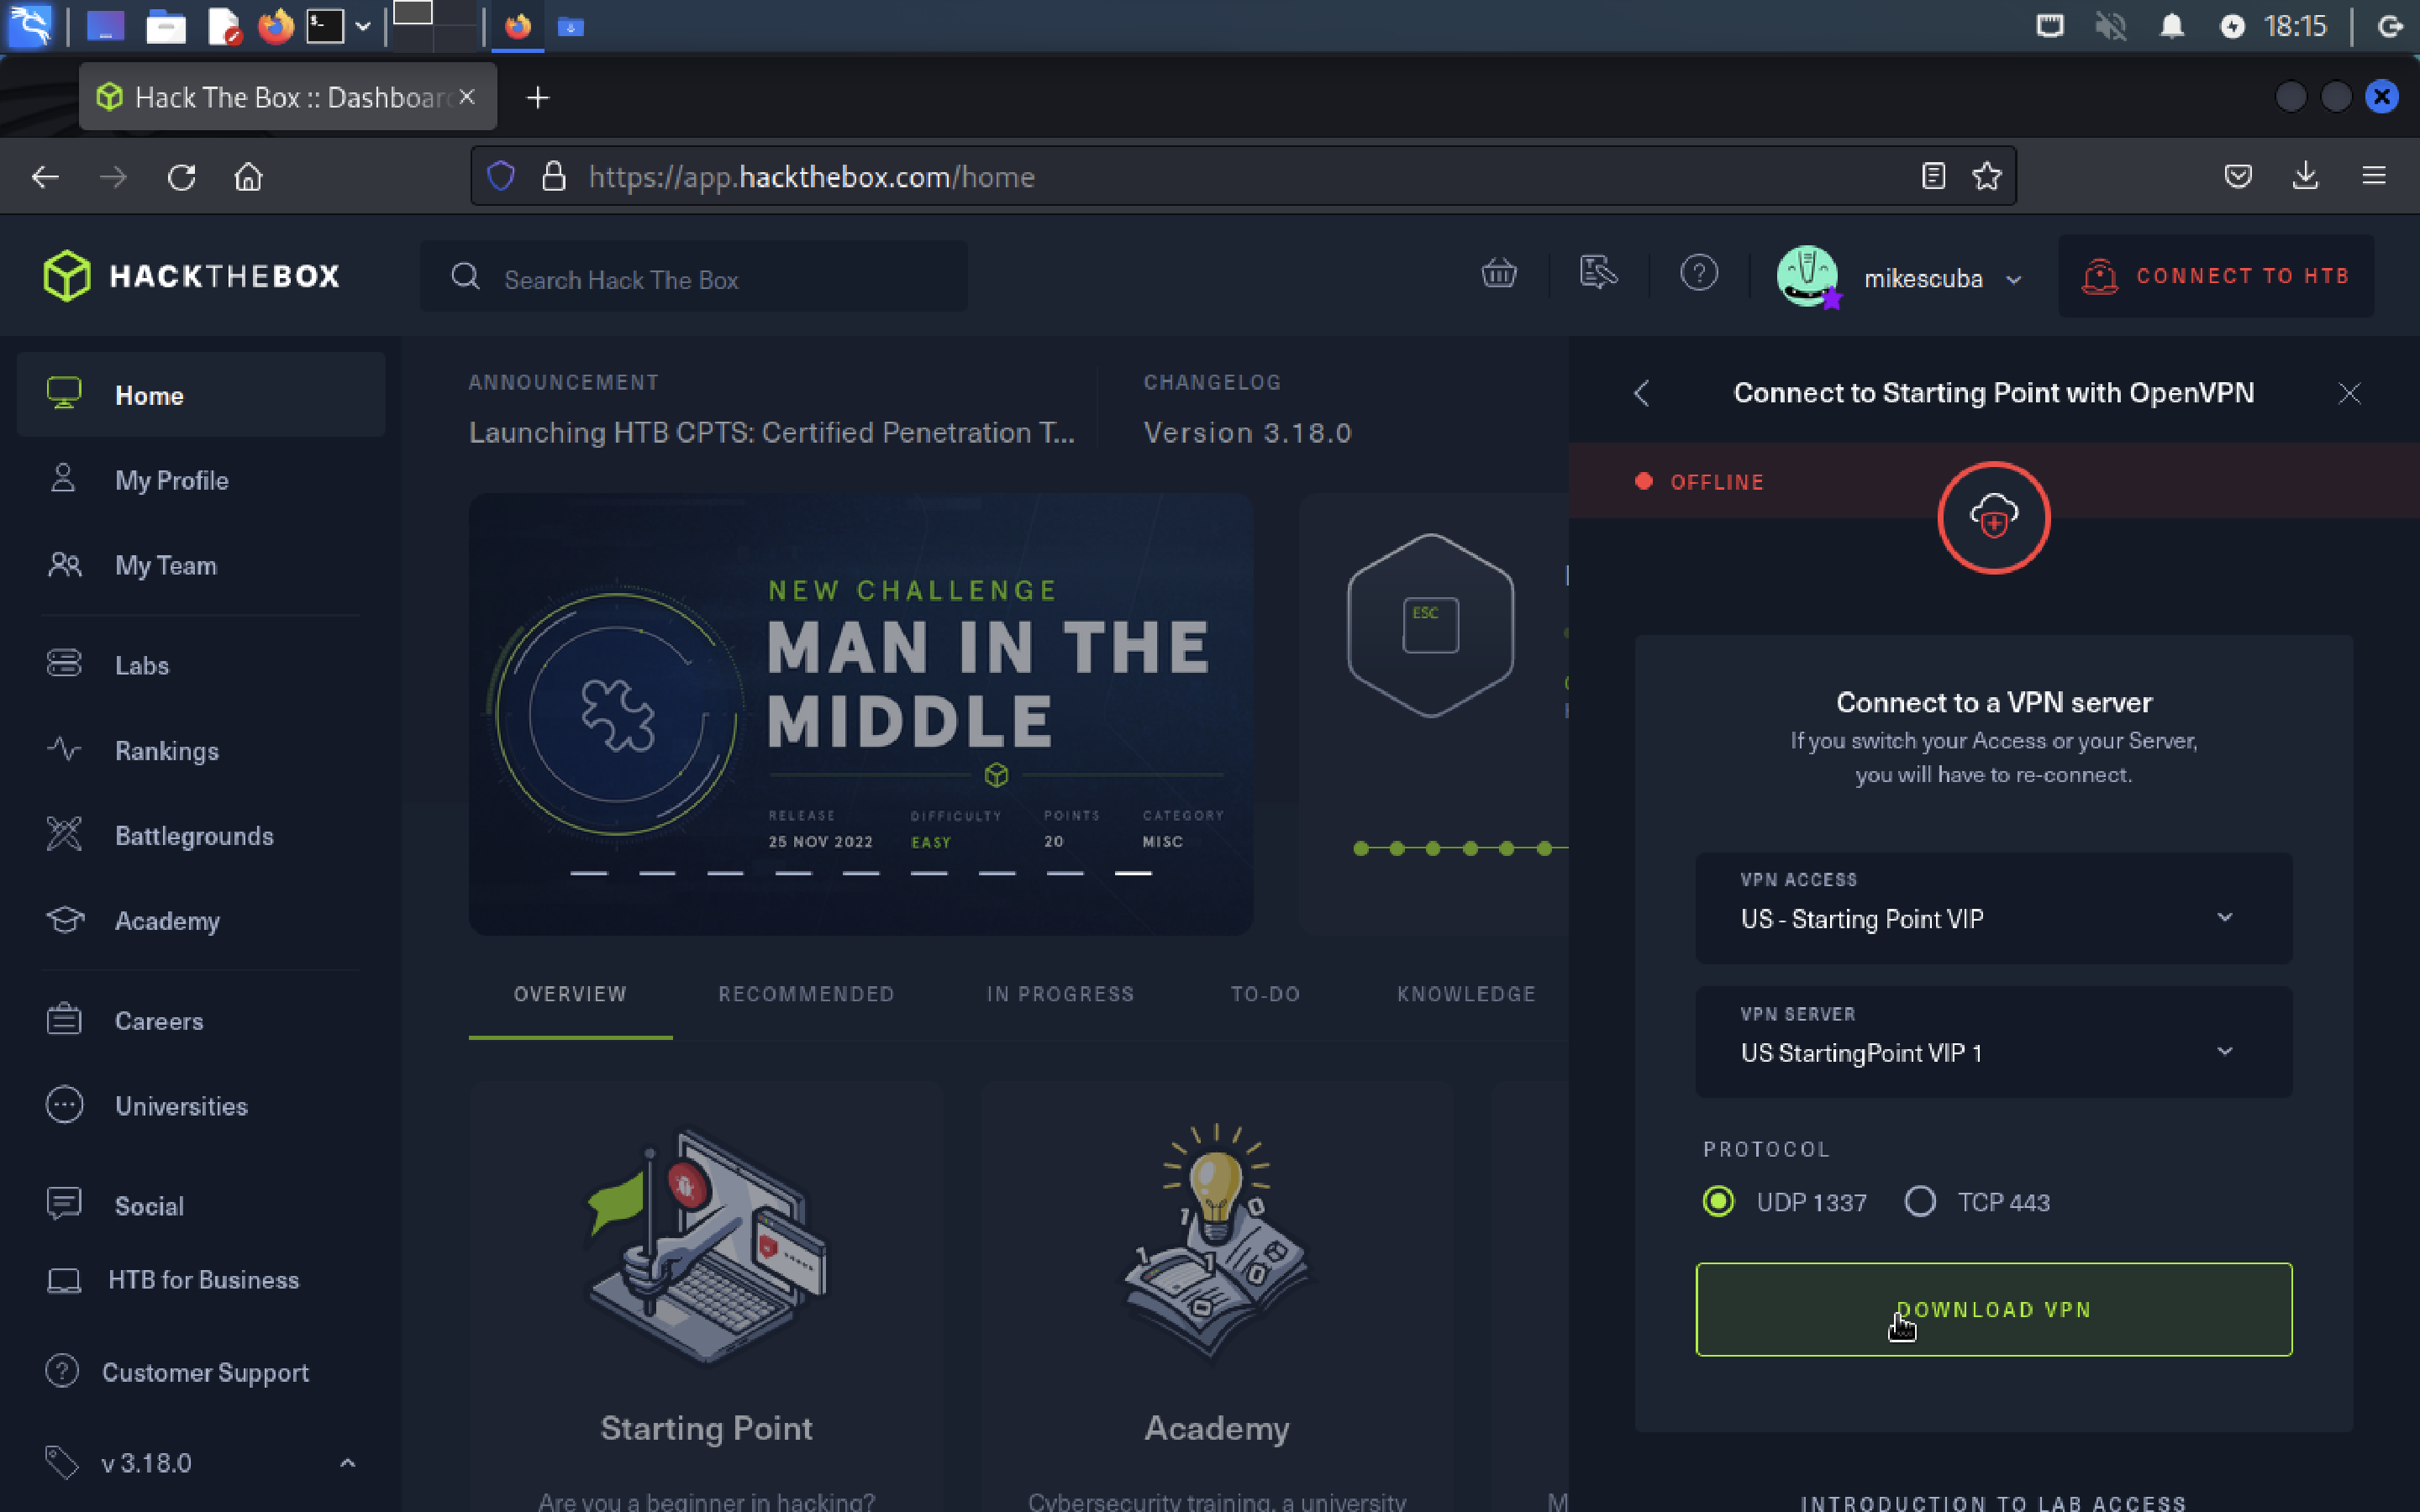 18:15
Hack The Box :: Dashboar
https://app.hackthebox.com/home
HACKTHEBOX
Search Hack The Box
mikescuba
CONNECT TO HTB
Home
My Profile
My Team
Labs
Rankings
Battlegrounds
Academy
Careers
Universities
Social
HTB for Business
Customer Support
v 3.18.0
ANNOUNCEMENT
Launching HTB CPTS: Certified Penetration T...
CHANGELOG
Version 3.18.0
NEW CHALLENGE
MAN IN THE
MIDDLE
RELEASE DIFFICULTY POINTS CATEGORY
25 NOV 2022 EASY 20 MISC
ESC
OVERVIEW RECOMMENDED IN PROGRESS TO-DO KNOWLEDGE
1 0
1 1 0
0
Starting Point
Are you a beginner in hacking?
Academy
Cybersecurity training, a university
M
Connect to Starting Point with OpenVPN
OFFLINE
Connect to a VPN server
If you switch your Access or your Server,
you will have to re-connect.
VPN ACCESS
US - Starting Point VIP
VPN SERVER
US StartingPoint VIP 1
PROTOCOL
UDP 1337 TCP 443
DOWNLOAD VPN
INTRODUCTION TO LAB ACCESS